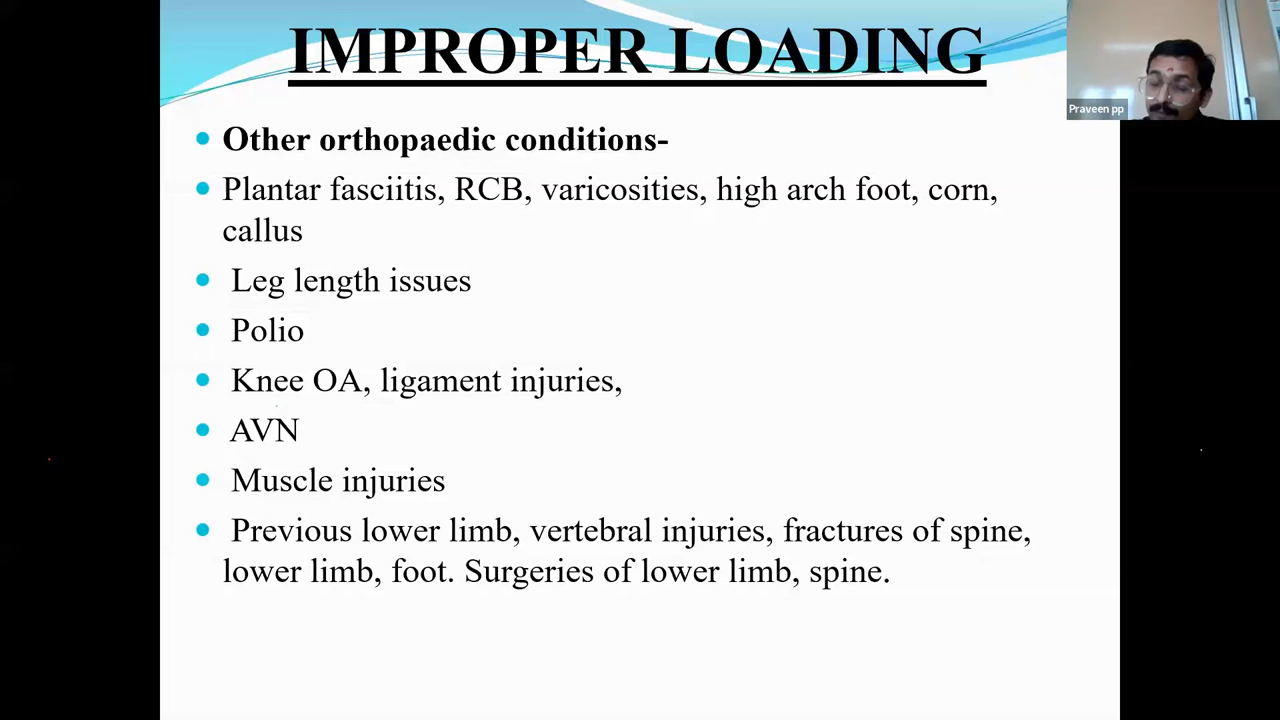 IMPROPER LOADING
Praveen pp
Other orthopaedic conditions-
Plantar fasciitis, RCB, varicosities, high arch foot, corn,
callus
Leg length issues
Polio
Knee OA, ligament injuries,
AVN
Muscle injuries
Previous lower limb, vertebral injuries, fractures of spine,
lower limb, foot. Surgeries of lower limb, spine.